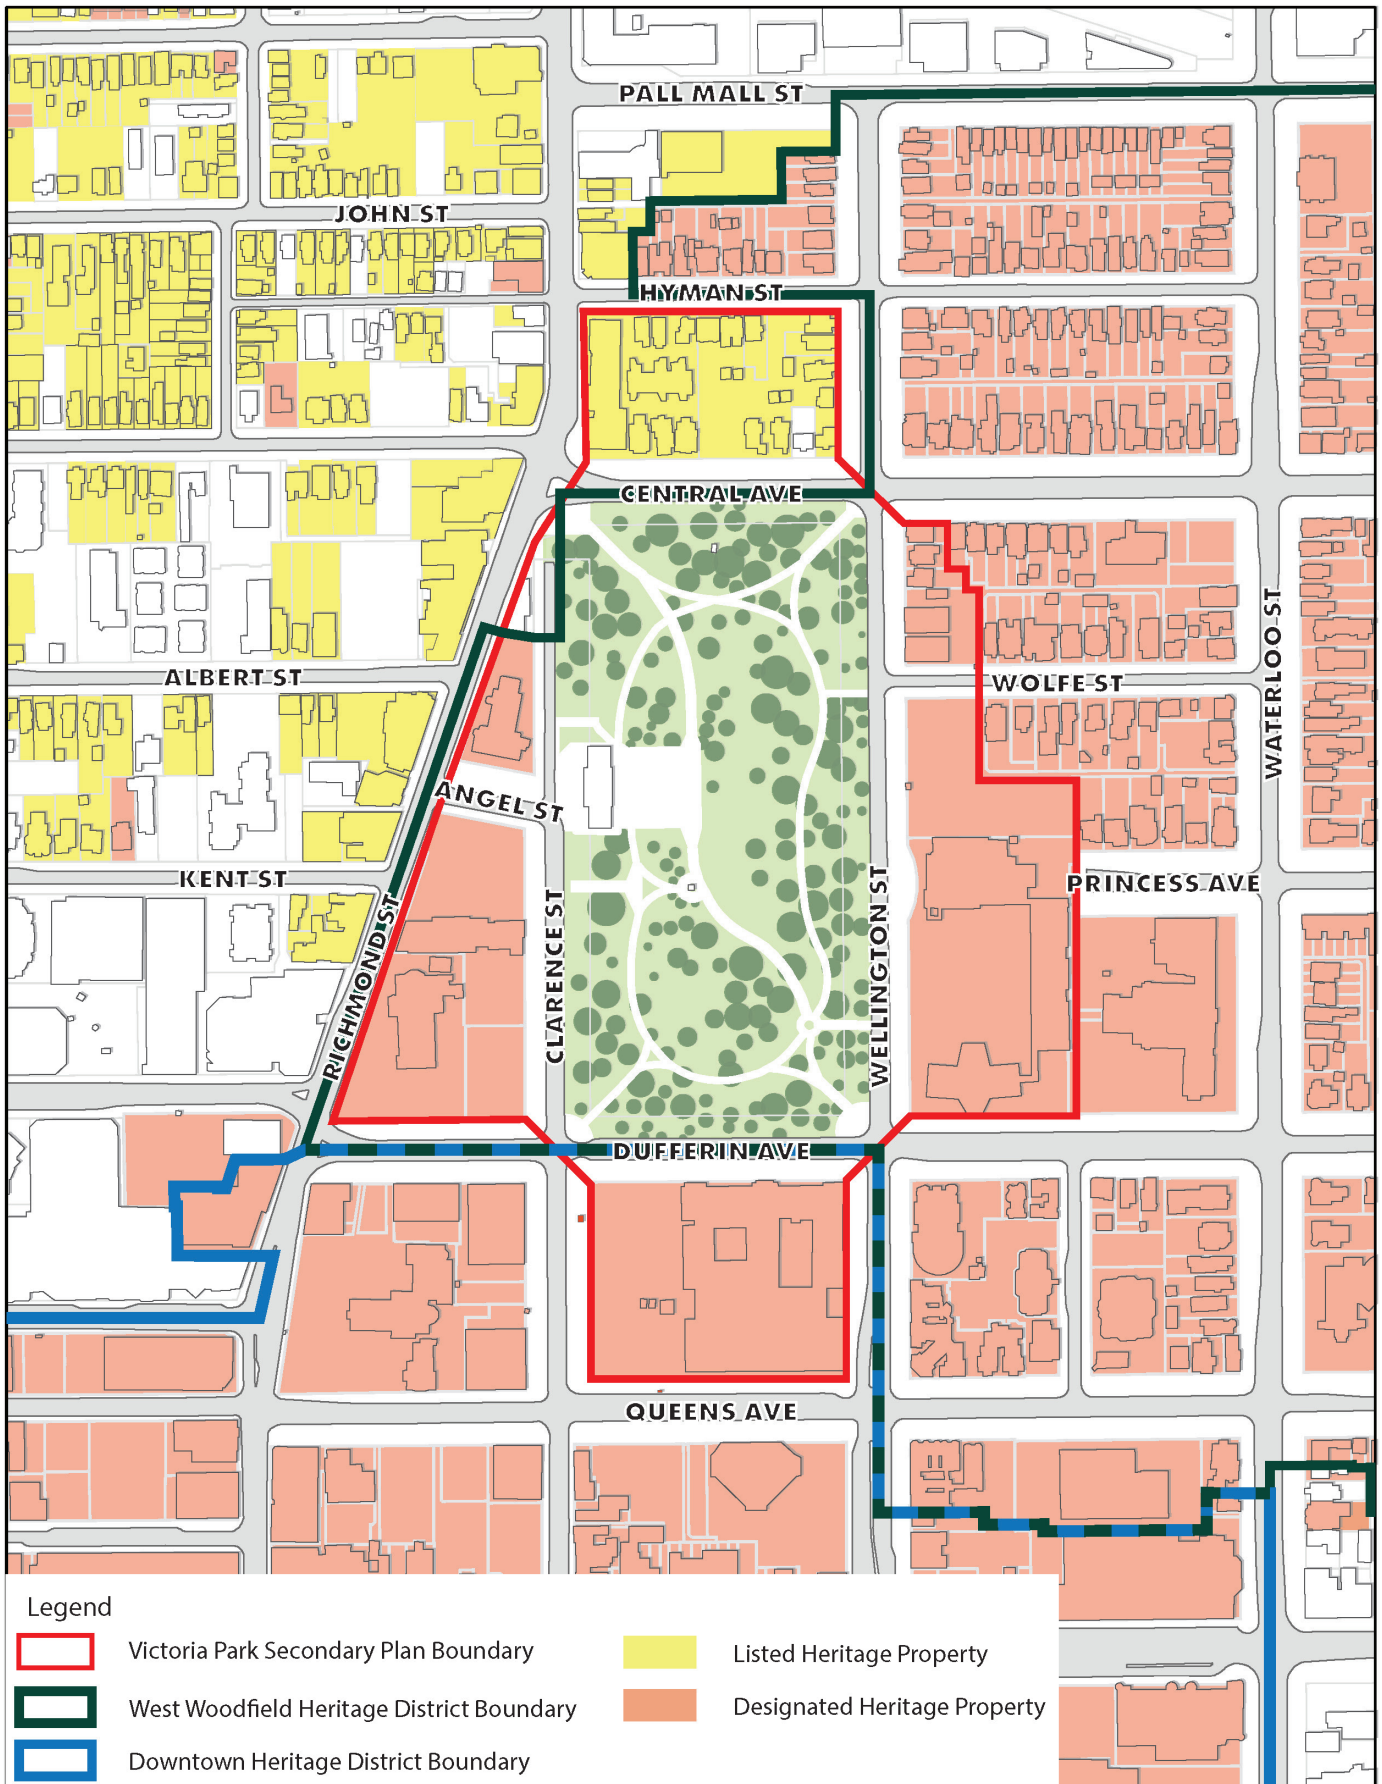 PALL MALL ST
JOHN ST
HYMAN ST
CENTRAL AVE
ALBERT ST
WOLFE ST
WATERLOO ST
ANGEL ST
KENT ST
PRINCESS AVE
RICHMOND ST
CLARENCE ST
WELLINGTON ST
DUFFERIN AVE
QUEENS AVE
Legend
Victoria Park Secondary Plan Boundary
West Woodfield Heritage District Boundary
Downtown Heritage District Boundary
Listed Heritage Property
Designated Heritage Property